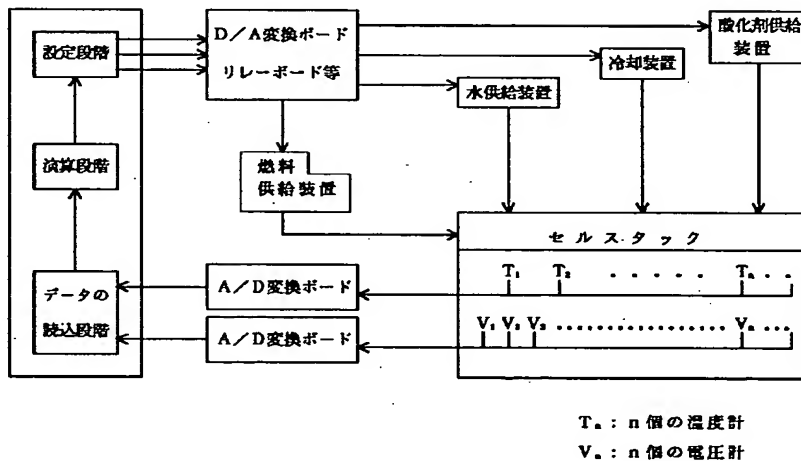 設定段階
演算段階
データの
読込段階
D／A変換ボード
リレーボード等
燃料
供給装置
水供給装置
冷却装置
酸化剤供給
装置
セルスタック
A／D変換ボード
A／D変換ボード
T₁ T₂ ・・・・・ Tₙ ・・
V₁ V₂ V₃ ・・・・・・・・・・ Vₙ ・・・
Tₙ：n個の温度計
Vₙ：n個の電圧計